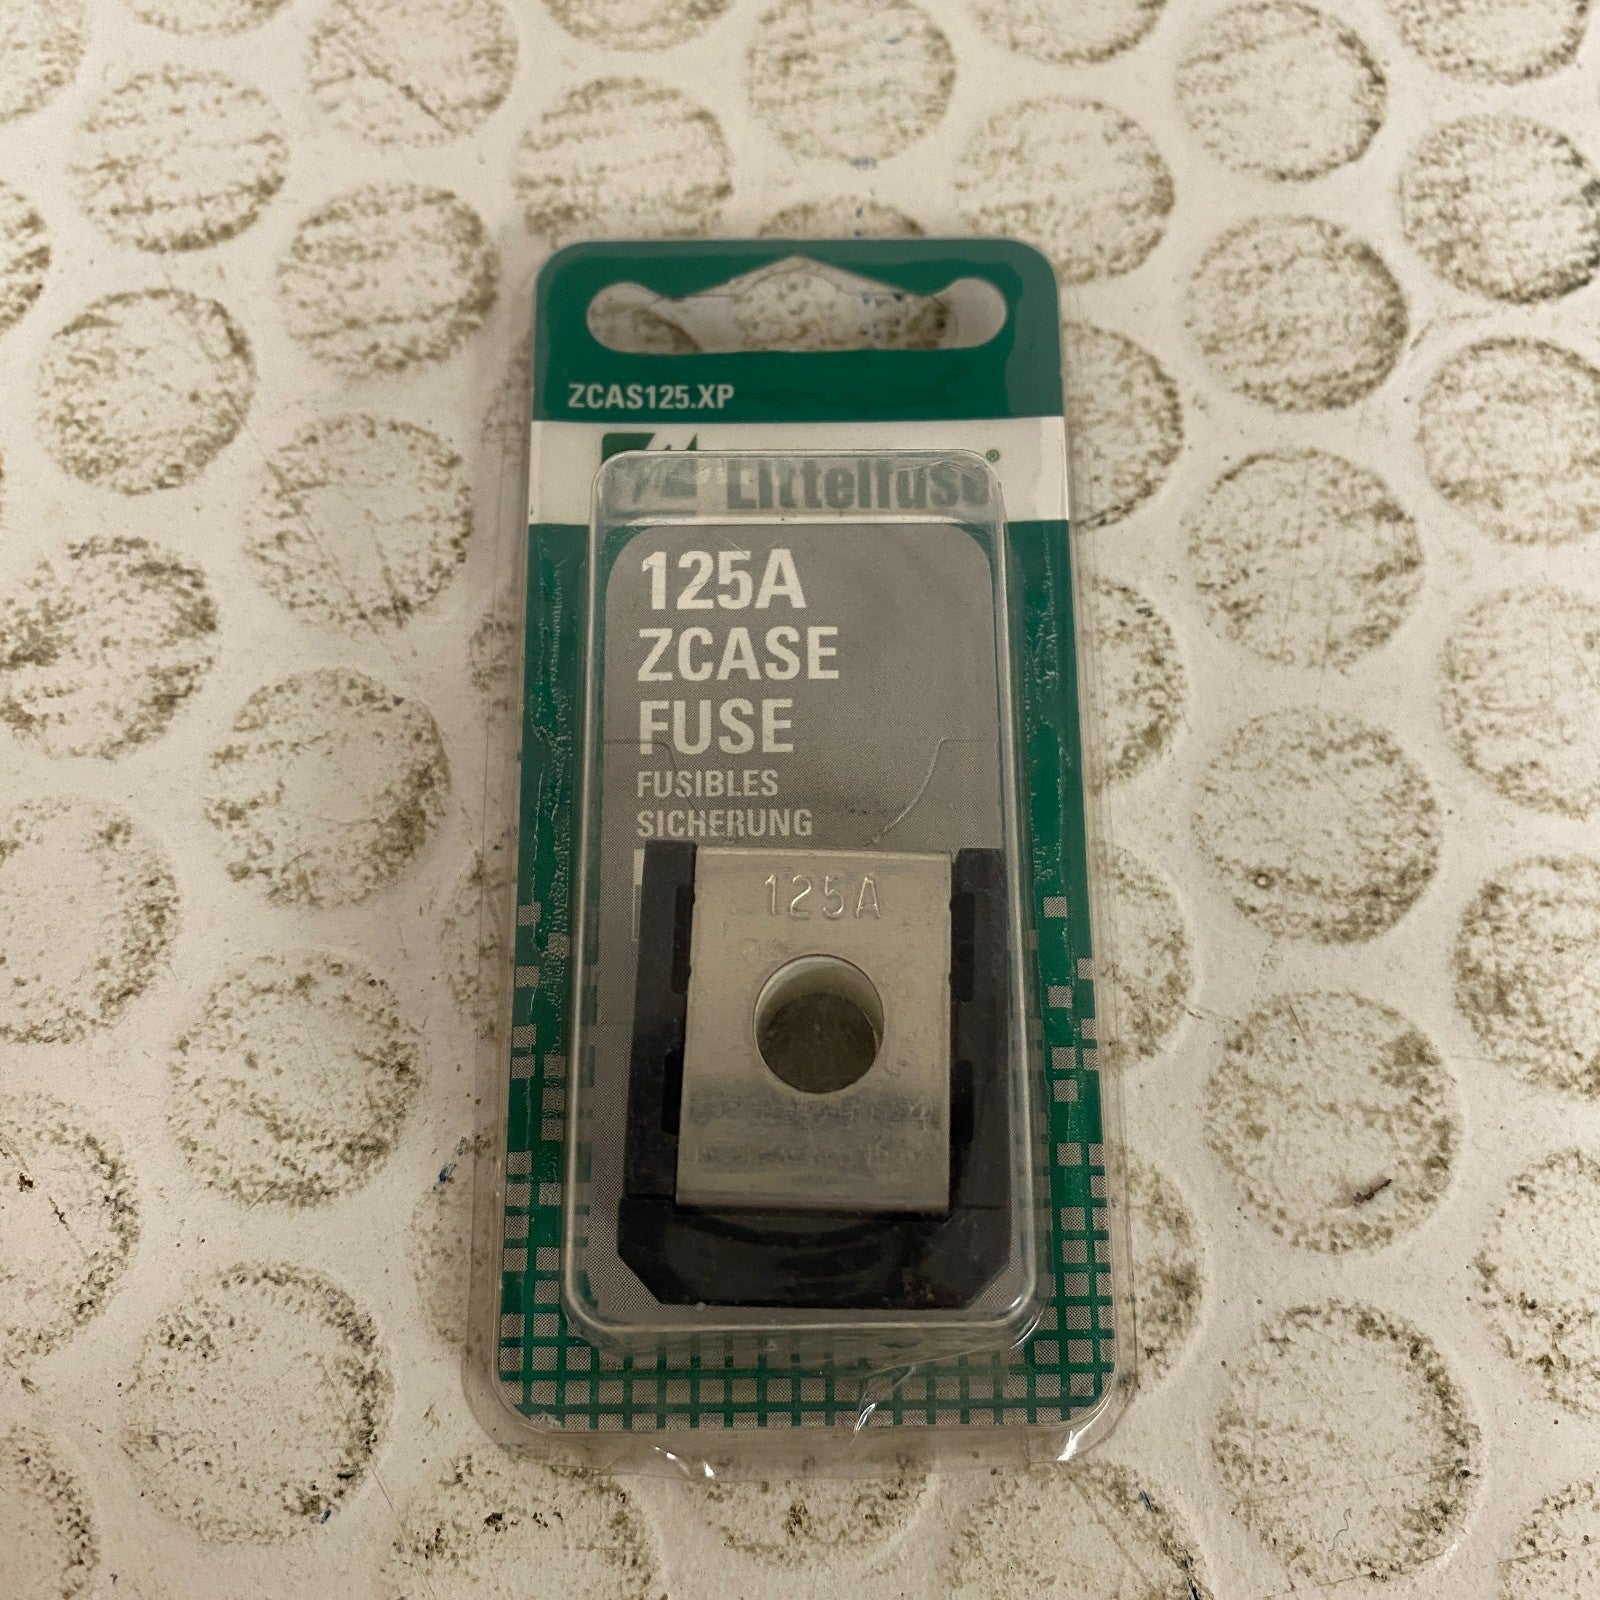 ZCAS125.XP
Littelfuse®
125A
ZCASE
FUSE
FUSIBLES
SICHERUNG
125A